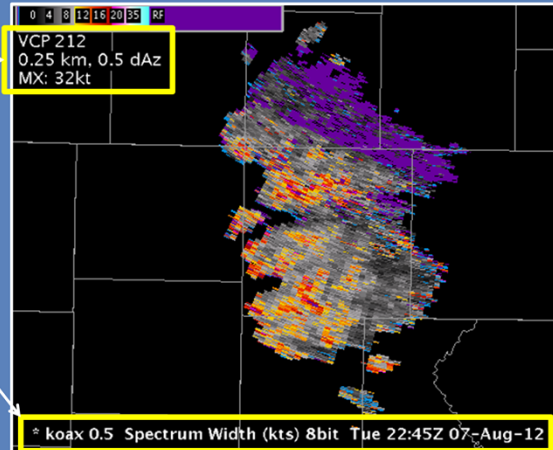 0 4 8 12 16 20 35 RF
VCP 212
0.25 km, 0.5 dAz
MX: 32kt
* koax 0.5 Spectrum Width (kts) 8bit Tue 22:45Z 07-Aug-12